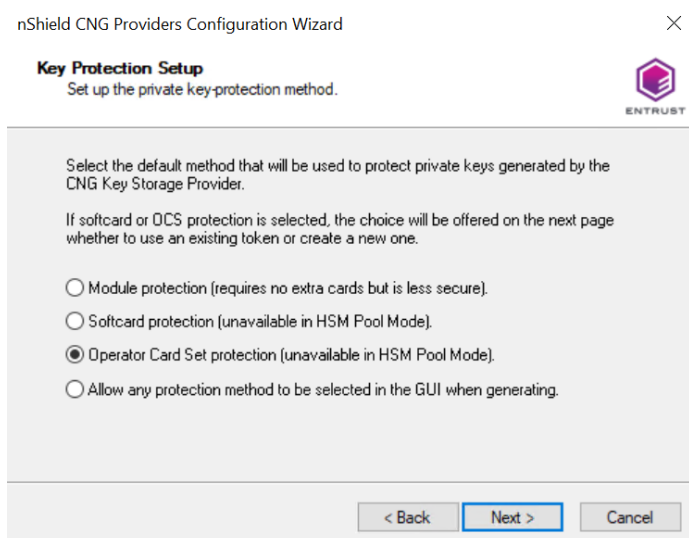 nShield CNG Providers Configuration Wizard
Key Protection Setup
Set up the private key-protection method.
ENTRUST
Select the default method that will be used to protect private keys generated by the
CNG Key Storage Provider.
If softcard or OCS protection is selected, the choice will be offered on the next page
whether to use an existing token or create a new one.
Module protection (requires no extra cards but is less secure).
Softcard protection (unavailable in HSM Pool Mode).
Operator Card Set protection (unavailable in HSM Pool Mode).
Allow any protection method to be selected in the GUI when generating.
< Back
Next >
Cancel